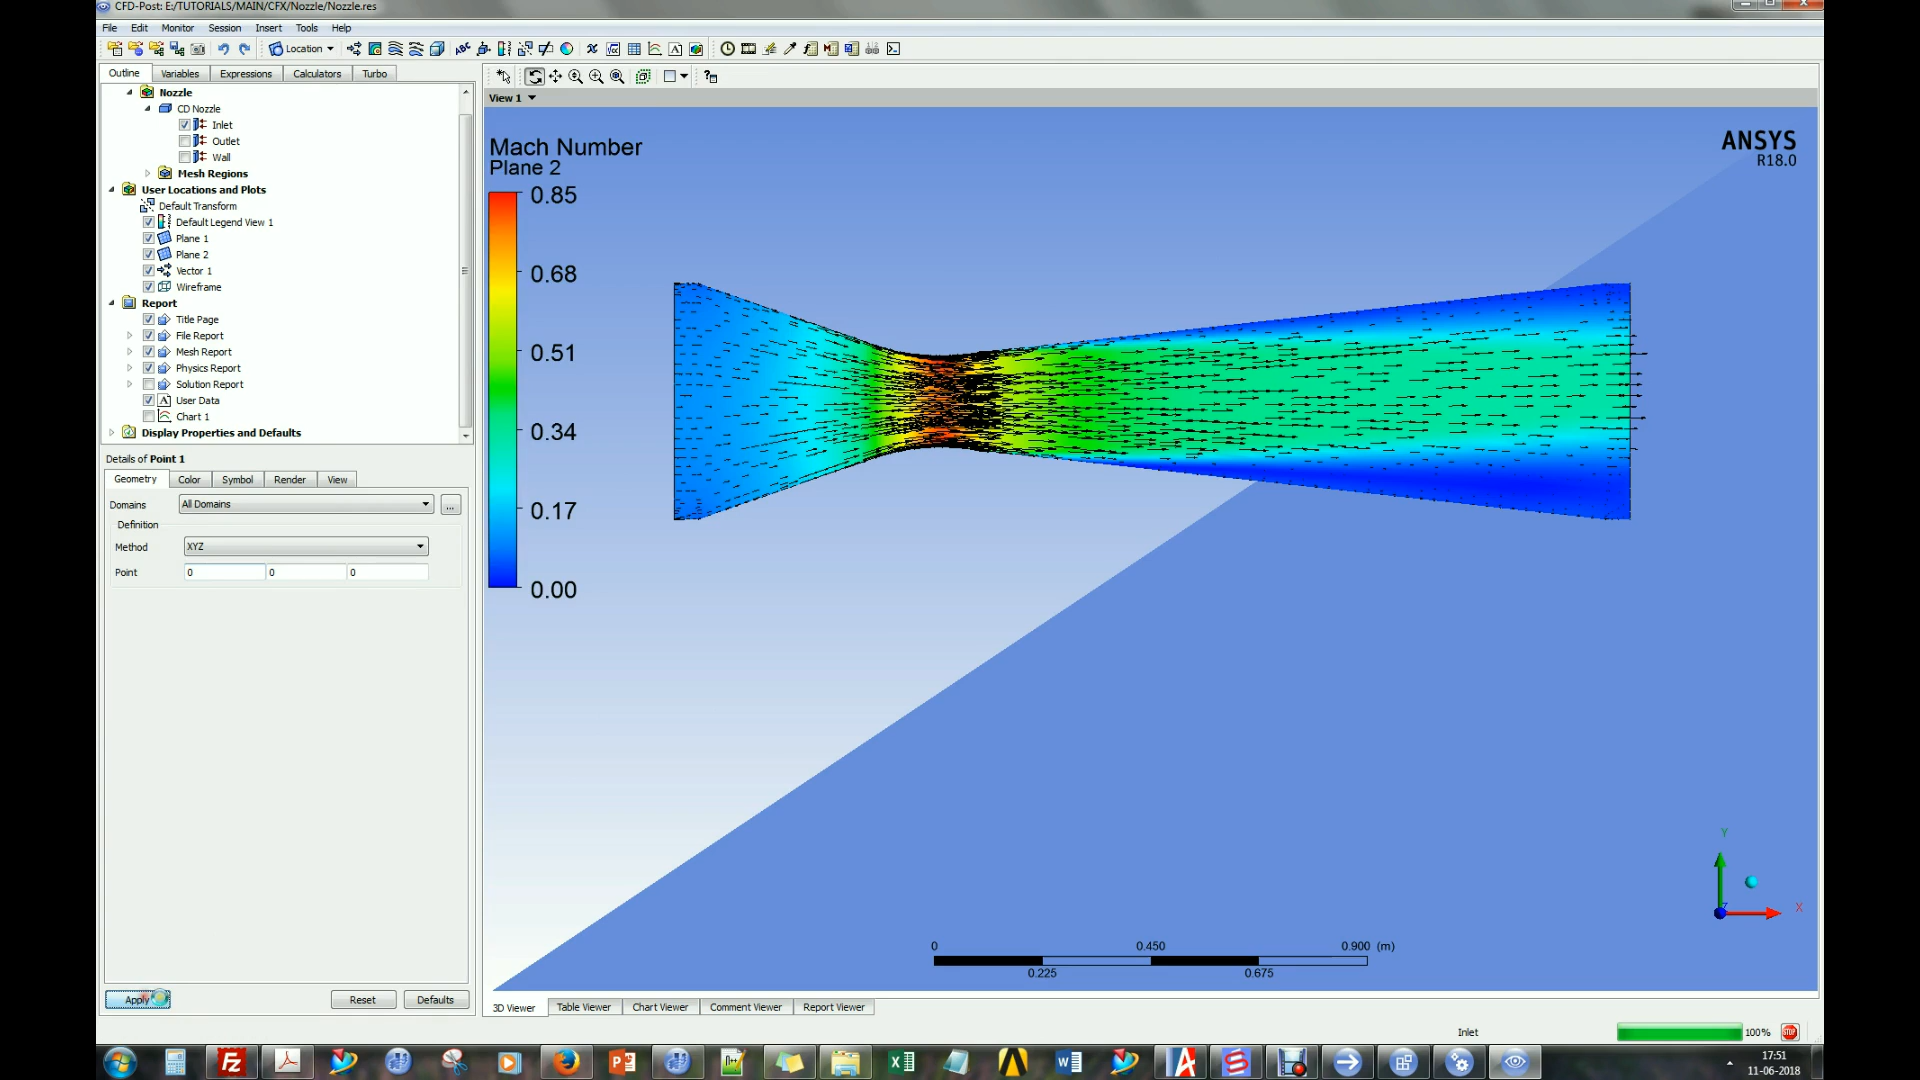 CFD-Post: E:/TUTORIALS/MAIN/CFX/Nozzle/Nozzle.res
File Edit Monitor Session Insert Tools Help
Location
Outline Variables Expressions Calculators Turbo
Nozzle
CD Nozzle
Inlet
Outlet
Wall
Mesh Regions
User Locations and Plots
Default Transform
Default Legend View 1
Plane 1
Plane 2
Vector 1
Wireframe
Report
Title Page
File Report
Mesh Report
Physics Report
Solution Report
User Data
Chart 1
Display Properties and Defaults
Details of Point 1
Geometry Color Symbol Render View
Domains All Domains ...
Definition
Method XYZ
Point 0 0 0
Apply Reset Defaults
View 1
Mach Number
Plane 2
0.85
0.68
0.51
0.34
0.17
0.00
ANSYS
R18.0
Y
Z
X
0 0.450 0.900 (m)
0.225 0.675
3D Viewer Table Viewer Chart Viewer Comment Viewer Report Viewer
Inlet 100% STOP
17:51
11-06-2018